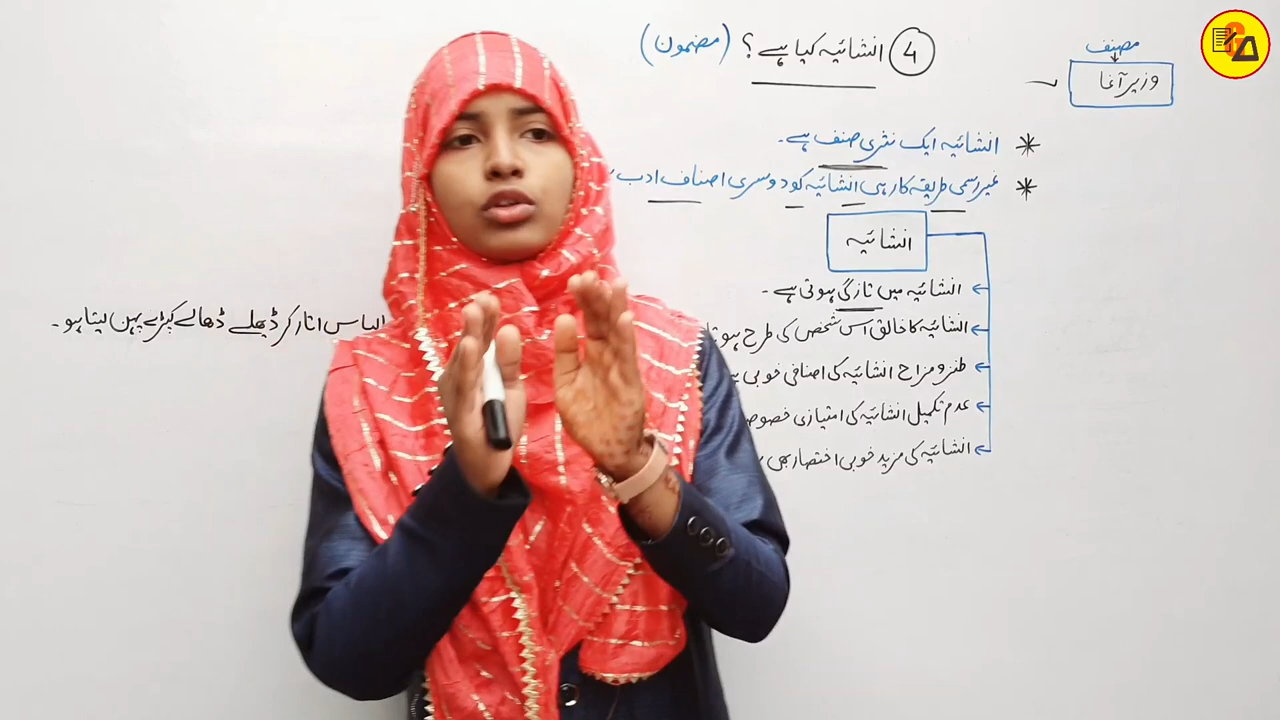 ④ انشائیہ کیا ہے؟ (مضمون)
مصنف
وزیر آغا
انشائیہ ایک نثری صنف ہے۔
غیر رسمی طریقہ کار ہی انشائیہ کو دوسری اصناف ادب
انشائیہ
انشائیہ میں تازگی ہوتی ہے۔
انشائیہ کا خالق اس شخص کی طرح ہوتا لباس اتار کر ڈھیلے ڈھالے کپڑے پہن لیتا ہو۔
طنز و مزاح انشائیہ کی اضافی خوبی
عدم تکمیل انشائیہ کی امتیازی
انشائیہ کی مزید خوبی اختصار بھی